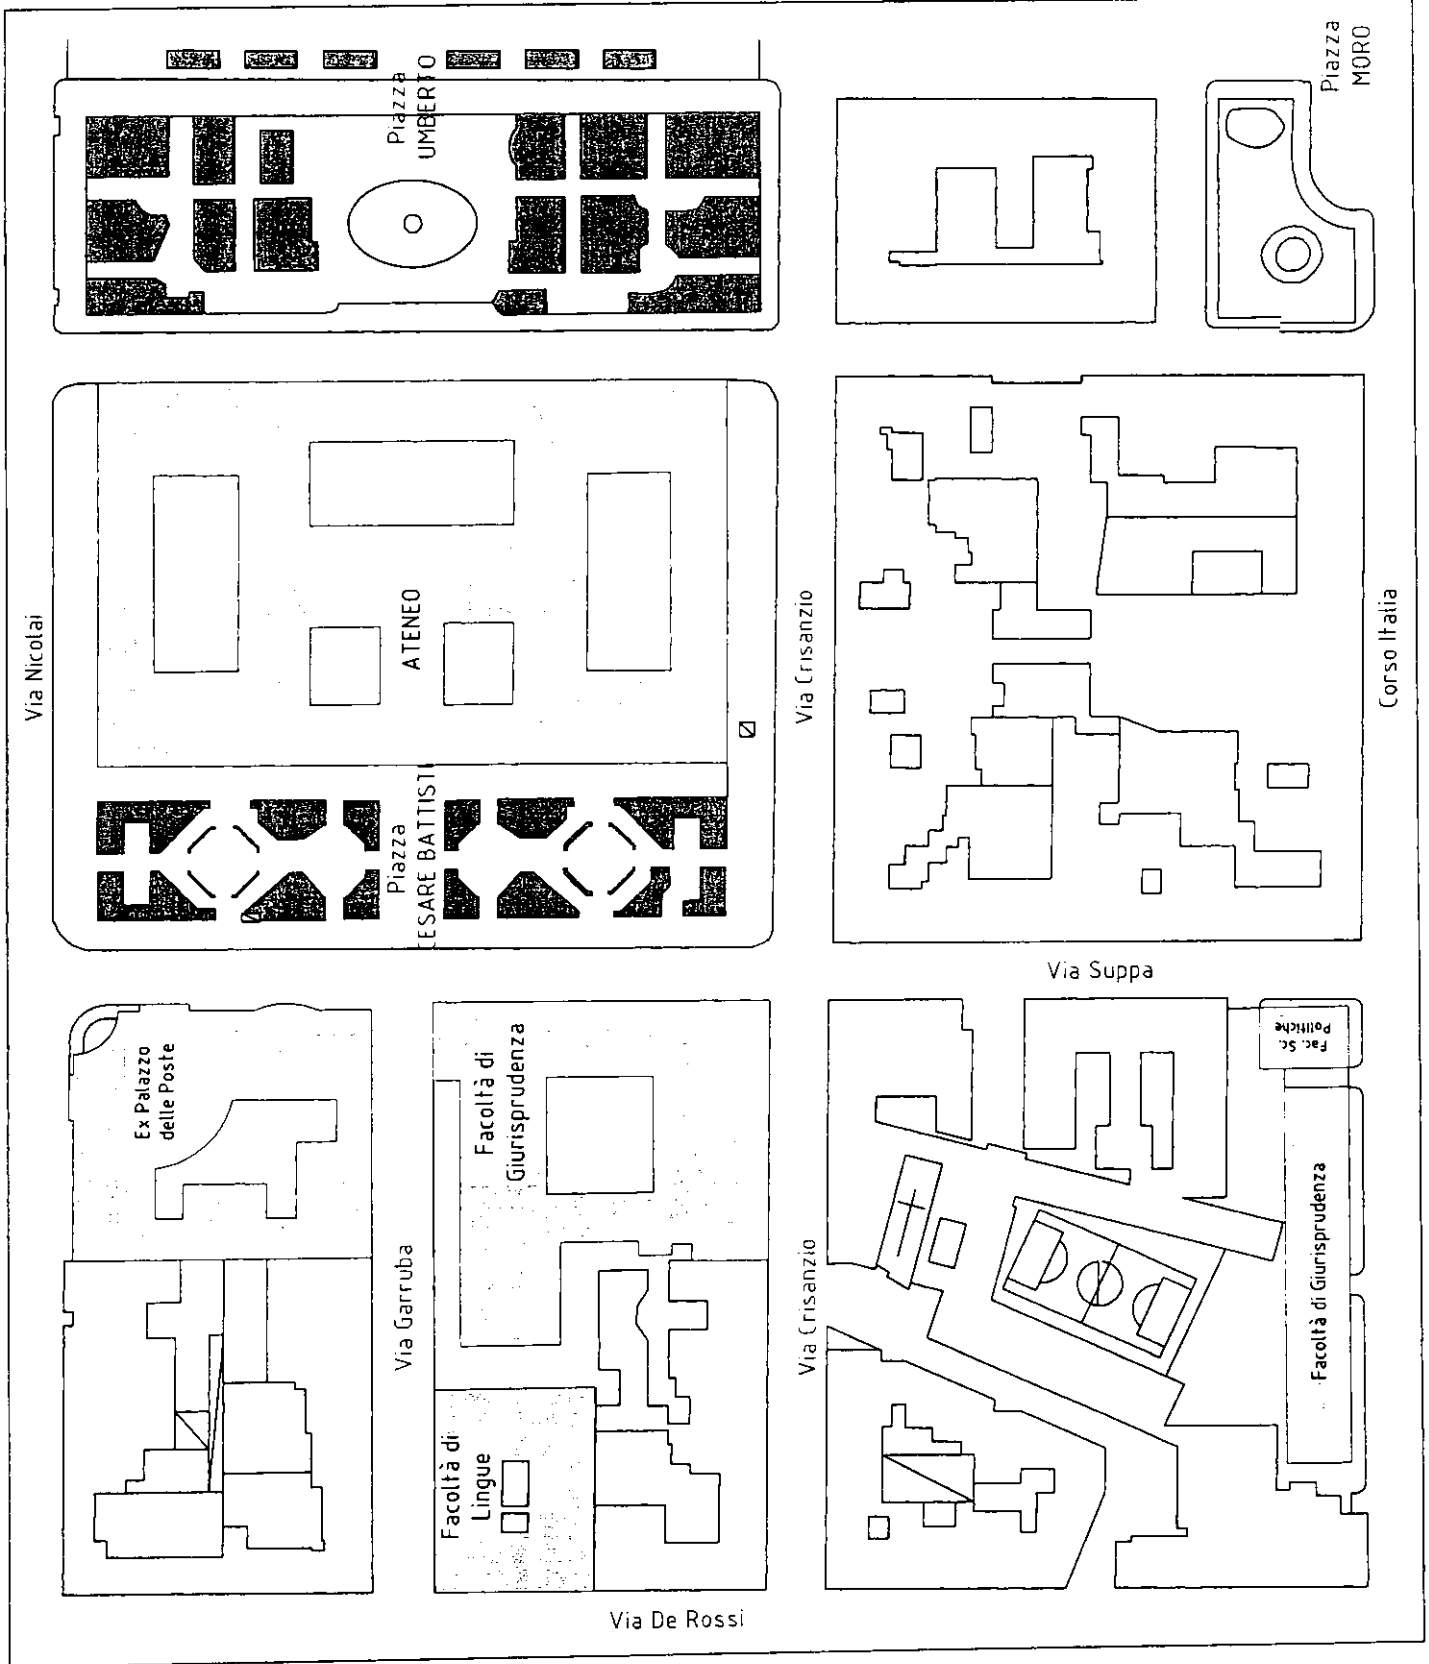 Piazza
UMBERTO
Piazza
MORO
Via Nicolai
ATENEO
Via Crisanzio
Corso Italia
Piazza
CESARE BATTISTI
Via Suppa
Ex Palazzo
delle Poste
Facoltà di
Giurisprudenza
Fac. Sc.
Politiche
Via Garruba
Via Crisanzio
Facoltà di Giurisprudenza
Facoltà di
Lingue
Via De Rossi